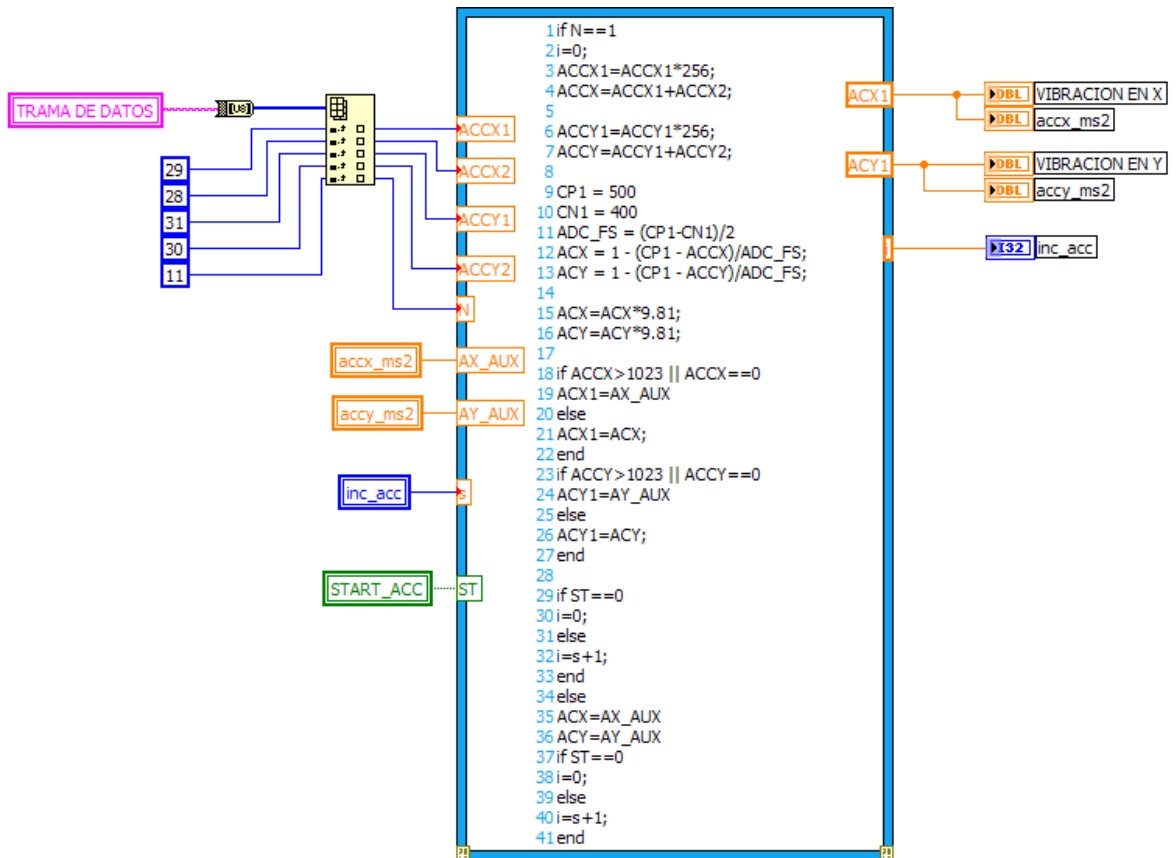 TRAMA DE DATOS
[U8]
29
28
31
30
11
accx_ms2
accy_ms2
inc_acc
START_ACC
ACCX1
ACCX2
ACCY1
ACCY2
N
AX_AUX
AY_AUX
s
ST
1 if N==1
2 i=0;
3 ACCX1=ACCX1*256;
4 ACCX=ACCX1+ACCX2;
5
6 ACCY1=ACCY1*256;
7 ACCY=ACCY1+ACCY2;
8
9 CP1 = 500
10 CN1 = 400
11 ADC_FS = (CP1-CN1)/2
12 ACX = 1 - (CP1 - ACCX)/ADC_FS;
13 ACY = 1 - (CP1 - ACCY)/ADC_FS;
14
15 ACX=ACX*9.81;
16 ACY=ACY*9.81;
17
18 if ACCX>1023 || ACCX==0
19 ACX1=AX_AUX
20 else
21 ACX1=ACX;
22 end
23 if ACCY>1023 || ACCY==0
24 ACY1=AY_AUX
25 else
26 ACY1=ACY;
27 end
28
29 if ST==0
30 i=0;
31 else
32 i=s+1;
33 end
34 else
35 ACX=AX_AUX
36 ACY=AY_AUX
37 if ST==0
38 i=0;
39 else
40 i=s+1;
41 end
ACX1
ACY1
i
DBL VIBRACION EN X
DBL accx_ms2
DBL VIBRACION EN Y
DBL accy_ms2
I32 inc_acc